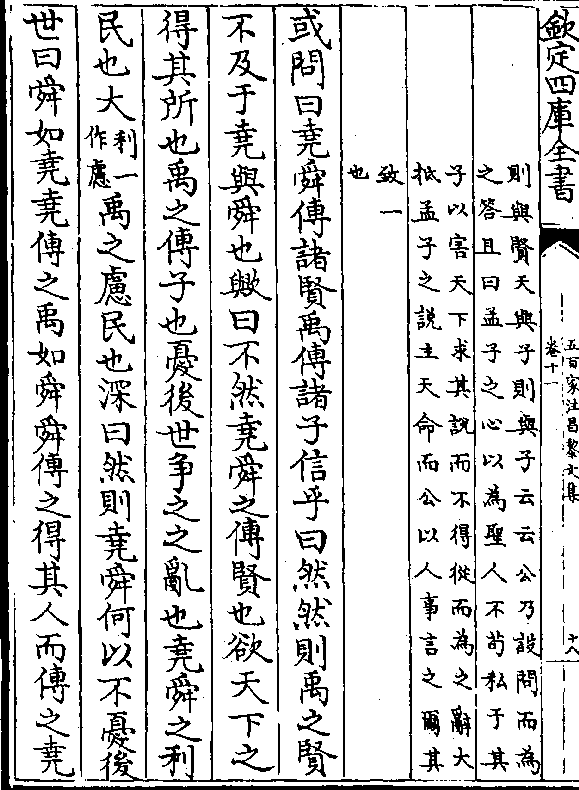 欽定四庫全書
五百家注昌黎文集
卷十一
十八
則與賢天與子則與子云云公乃設問而為
之答且曰孟子之心以為聖人不苟私于其
子以害天下求其說而不得從而為之辭大
抵孟子之說主天命而公以人事言之爾其
致一
也
或問曰堯舜傳諸賢禹傳諸子信乎曰然然則禹之賢
不及于堯與舜也歟曰不然堯舜之傳賢也欲天下之
得其所也禹之傳子也憂後世爭之之亂也堯舜之利
民也大利一作慮禹之慮民也深曰然則堯舜何以不憂後
世曰舜如堯堯傳之禹如舜舜傳之得其人而傳之堯